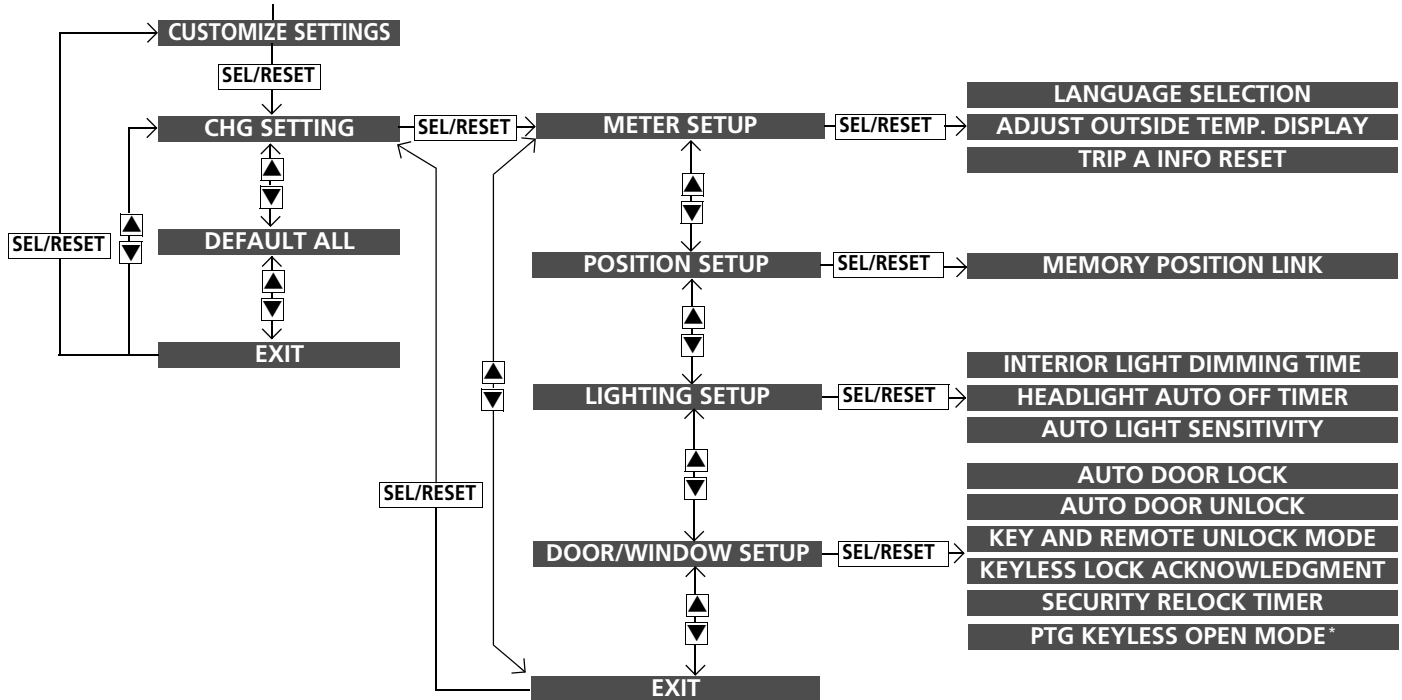 CUSTOMIZE SETTINGS
SEL/RESET
CHG SETTING
SEL/RESET
METER SETUP
SEL/RESET
LANGUAGE SELECTION
ADJUST OUTSIDE TEMP. DISPLAY
TRIP A INFO RESET
SEL/RESET
DEFAULT ALL
EXIT
POSITION SETUP
SEL/RESET
MEMORY POSITION LINK
LIGHTING SETUP
SEL/RESET
INTERIOR LIGHT DIMMING TIME
HEADLIGHT AUTO OFF TIMER
AUTO LIGHT SENSITIVITY
SEL/RESET
DOOR/WINDOW SETUP
SEL/RESET
AUTO DOOR LOCK
AUTO DOOR UNLOCK
KEY AND REMOTE UNLOCK MODE
KEYLESS LOCK ACKNOWLEDGMENT
SECURITY RELOCK TIMER
PTG KEYLESS OPEN MODE*
EXIT